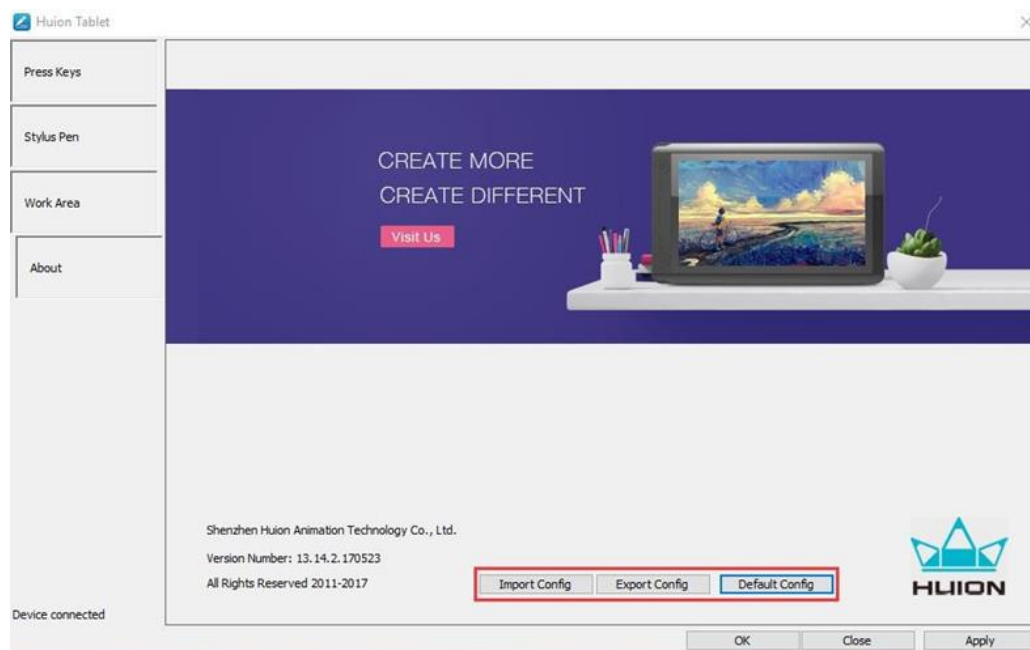 Huion Tablet
Press Keys
Stylus Pen
Work Area
About
CREATE MORE
CREATE DIFFERENT
Visit Us
Shenzhen Huion Animation Technology Co., Ltd.
Version Number: 13.14.2.170523
All Rights Reserved 2011-2017
Import Config
Export Config
Default Config
HUION
Device connected
OK
Close
Apply